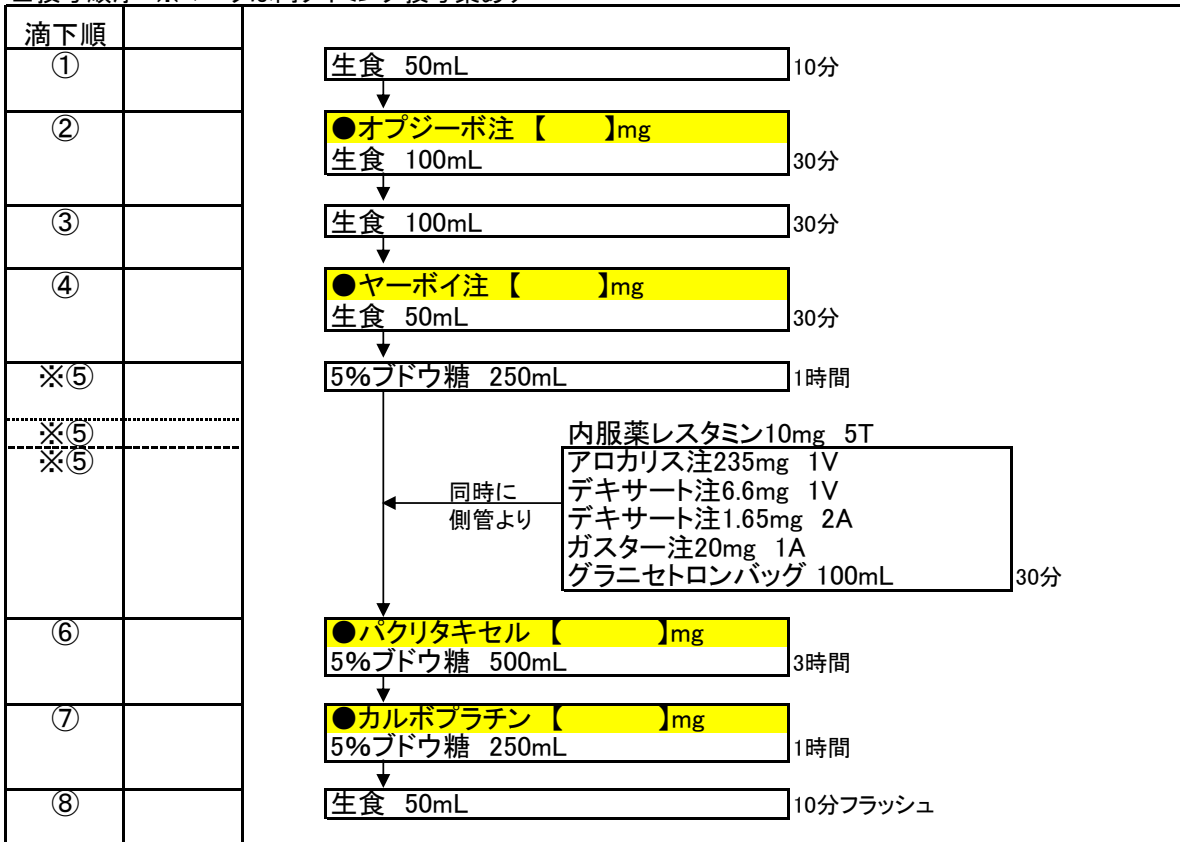 滴下順
① 生食 50mL 10分
② ●オプジーボ注 【 】mg
生食 100mL 30分
③ 生食 100mL 30分
④ ●ヤーボイ注 【 】mg
生食 50mL 30分
※⑤ 5%ブドウ糖 250mL 1時間
※⑤ 内服薬レスタミン10mg 5T
※⑤ アロカリス注235mg 1V
同時に デキサート注6.6mg 1V
側管より デキサート注1.65mg 2A
ガスター注20mg 1A
グラニセトロンバッグ 100mL 30分
⑥ ●パクリタキセル 【 】mg
5%ブドウ糖 500mL 3時間
⑦ ●カルボプラチン 【 】mg
5%ブドウ糖 250mL 1時間
⑧ 生食 50mL 10分フラッシュ